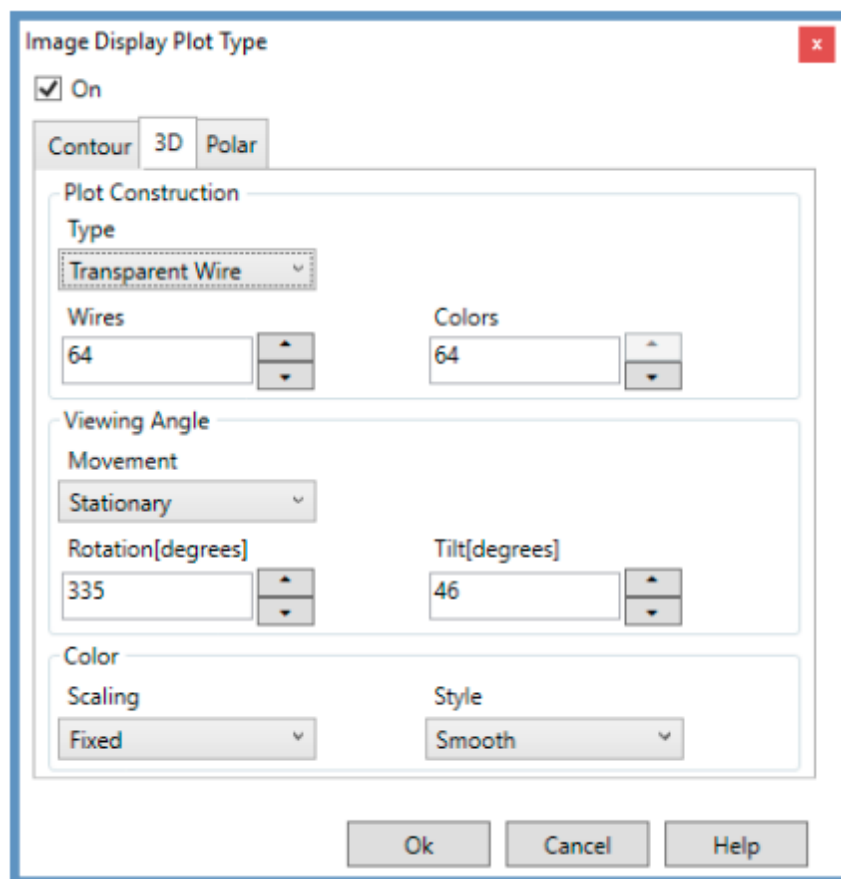 Image Display Plot Type
x
On
Contour 3D Polar
Plot Construction
Type
Transparent Wire
Wires Colors
64 64
Viewing Angle
Movement
Stationary
Rotation[degrees] Tilt[degrees]
335 46
Color
Scaling Style
Fixed Smooth
Ok Cancel Help